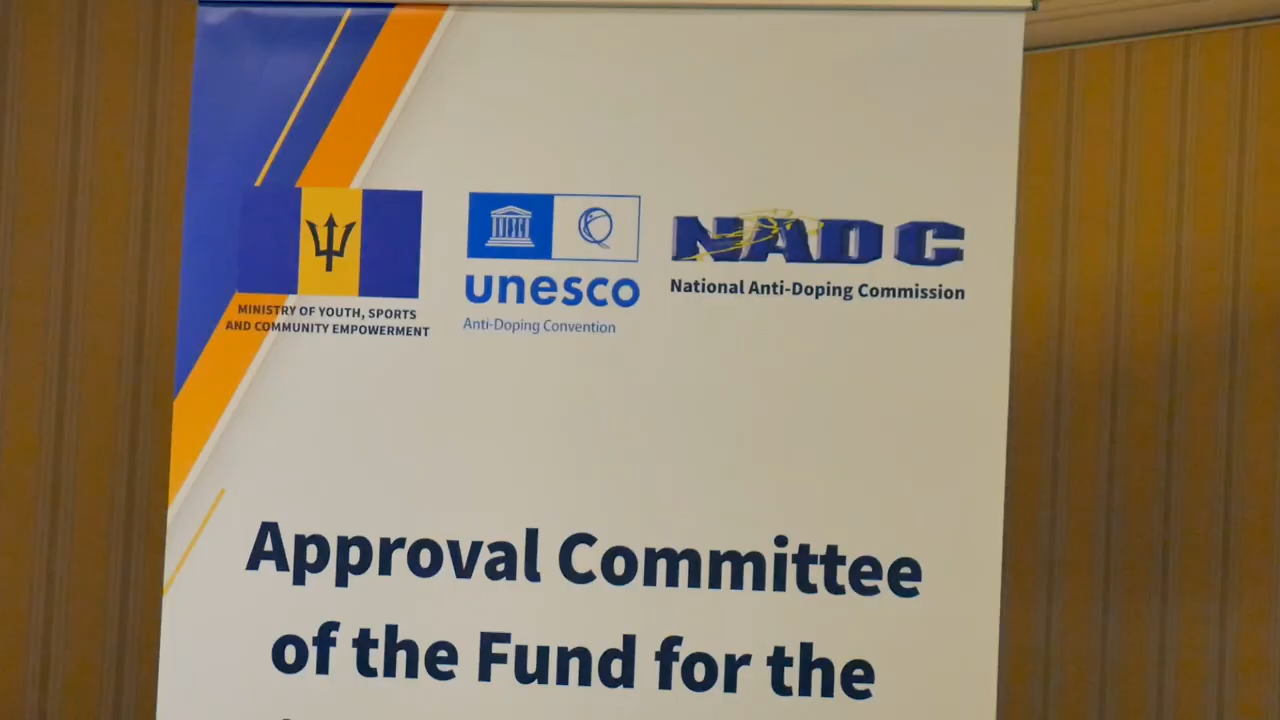 MINISTRY OF YOUTH, SPORTS
AND COMMUNITY EMPOWERMENT
unesco
Anti-Doping Convention
NADC
National Anti-Doping Commission
Approval Committee
of the Fund for the